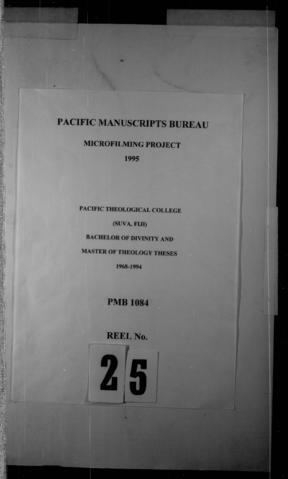 PACIFIC MANUSCRIPTS BUREAU
MICROFILMING PROJECT
1995
PACIFIC THEOLOGICAL COLLEGE
(SUVA, FIJI)
BACHELOR OF DIVINITY AND
MASTER OF THEOLOGY THESES
1968-1994
PMB 1084
REEL No.
25